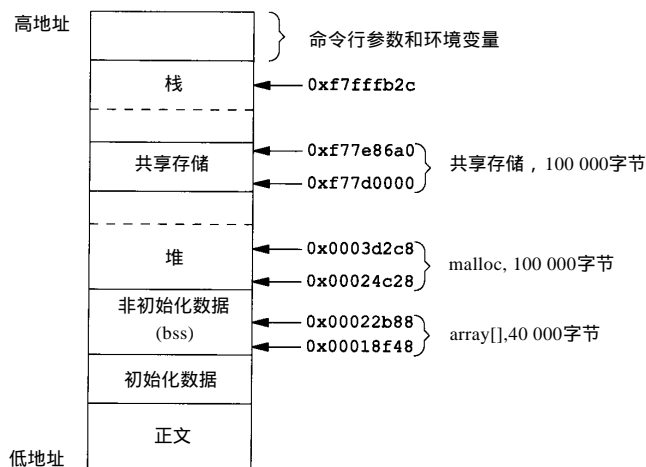 高地址
命令行参数和环境变量
栈
0xf7fffb2c
0xf77e86a0
共享存储
共享存储，100 000字节
0xf77d0000
0x0003d2c8
堆
malloc, 100 000字节
0x00024c28
非初始化数据
0x00022b88
(bss)
array[],40 000字节
0x00018f48
初始化数据
正文
低地址